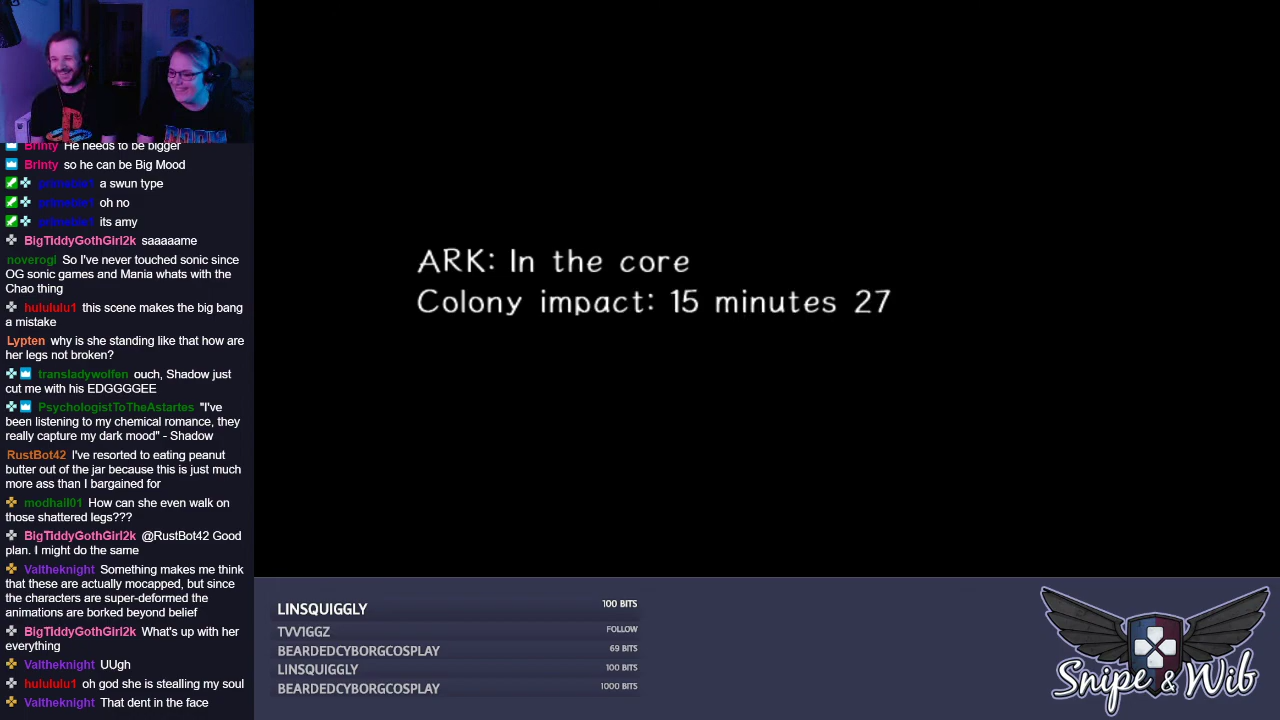 Brinty He needs to be bigger
Brinty so he can be Big Mood
primeible1 a swun type
oh no
its amy
BigTiddyGothGirl2k saaaaame
noverogl So I've never touched sonic since
OG sonic games and Mania whats with the
Chao thing
hulululu1 this scene makes the big bang
a mistake
Lypten why is she standing like that how are
her legs not broken?
transladywolfen ouch, Shadow just
cut me with his EDGGGGEE
PsychologistToTheAstartes "I've
been listening to my chemical romance, they
really capture my dark mood" - Shadow
RustBot42 I've resorted to eating peanut
butter out of the jar because this is just much
more ass than I bargained for
modhail01 How can she even walk on
those shattered legs???
BigTiddyGothGirl2k @RustBot42 Good
plan. I might do the same
Valtheknight Something makes me think
that these are actually mocapped, but since
the characters are super-deformed the
animations are borked beyond belief
BigTiddyGothGirl2k What's up with her
everything
Valtheknight UUgh
hulululu1 oh god she is stealling my soul
Valtheknight That dent in the face
ARK: In the core
Colony impact: 15 minutes 27
LINSQUIGGLY 100 BITS
TVV1GGZ FOLLOW
BEARDEDCYBORGCOSPLAY 69 BITS
LINSQUIGGLY 100 BITS
BEARDEDCYBORGCOSPLAY 1000 BITS
Snipe & Wib